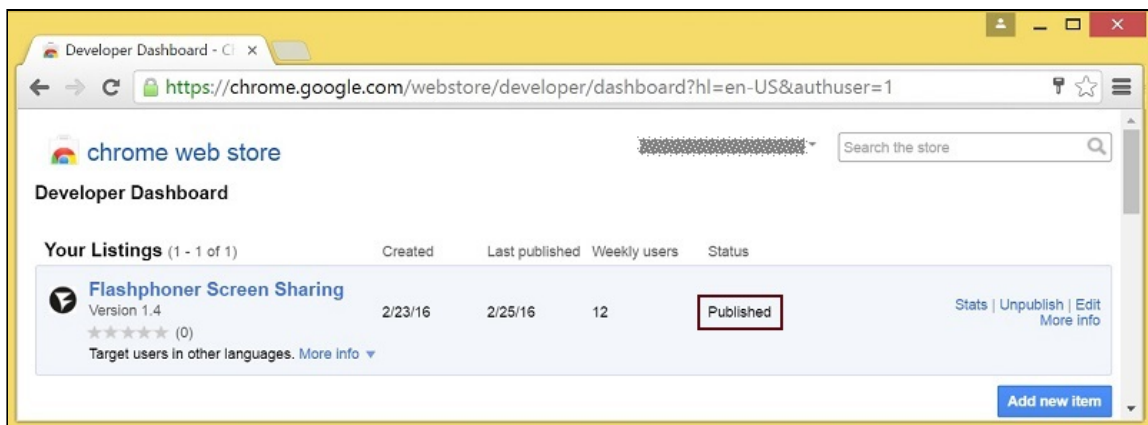 Developer Dashboard - C
https://chrome.google.com/webstore/developer/dashboard?hl=en-US&authuser=1
chrome web store
Search the store
Developer Dashboard
Your Listings (1 - 1 of 1) Created Last published Weekly users Status
Flashphoner Screen Sharing
Version 1.4
2/23/16 2/25/16 12 Published
Stats | Unpublish | Edit
More info
(0)
Target users in other languages. More info
Add new item